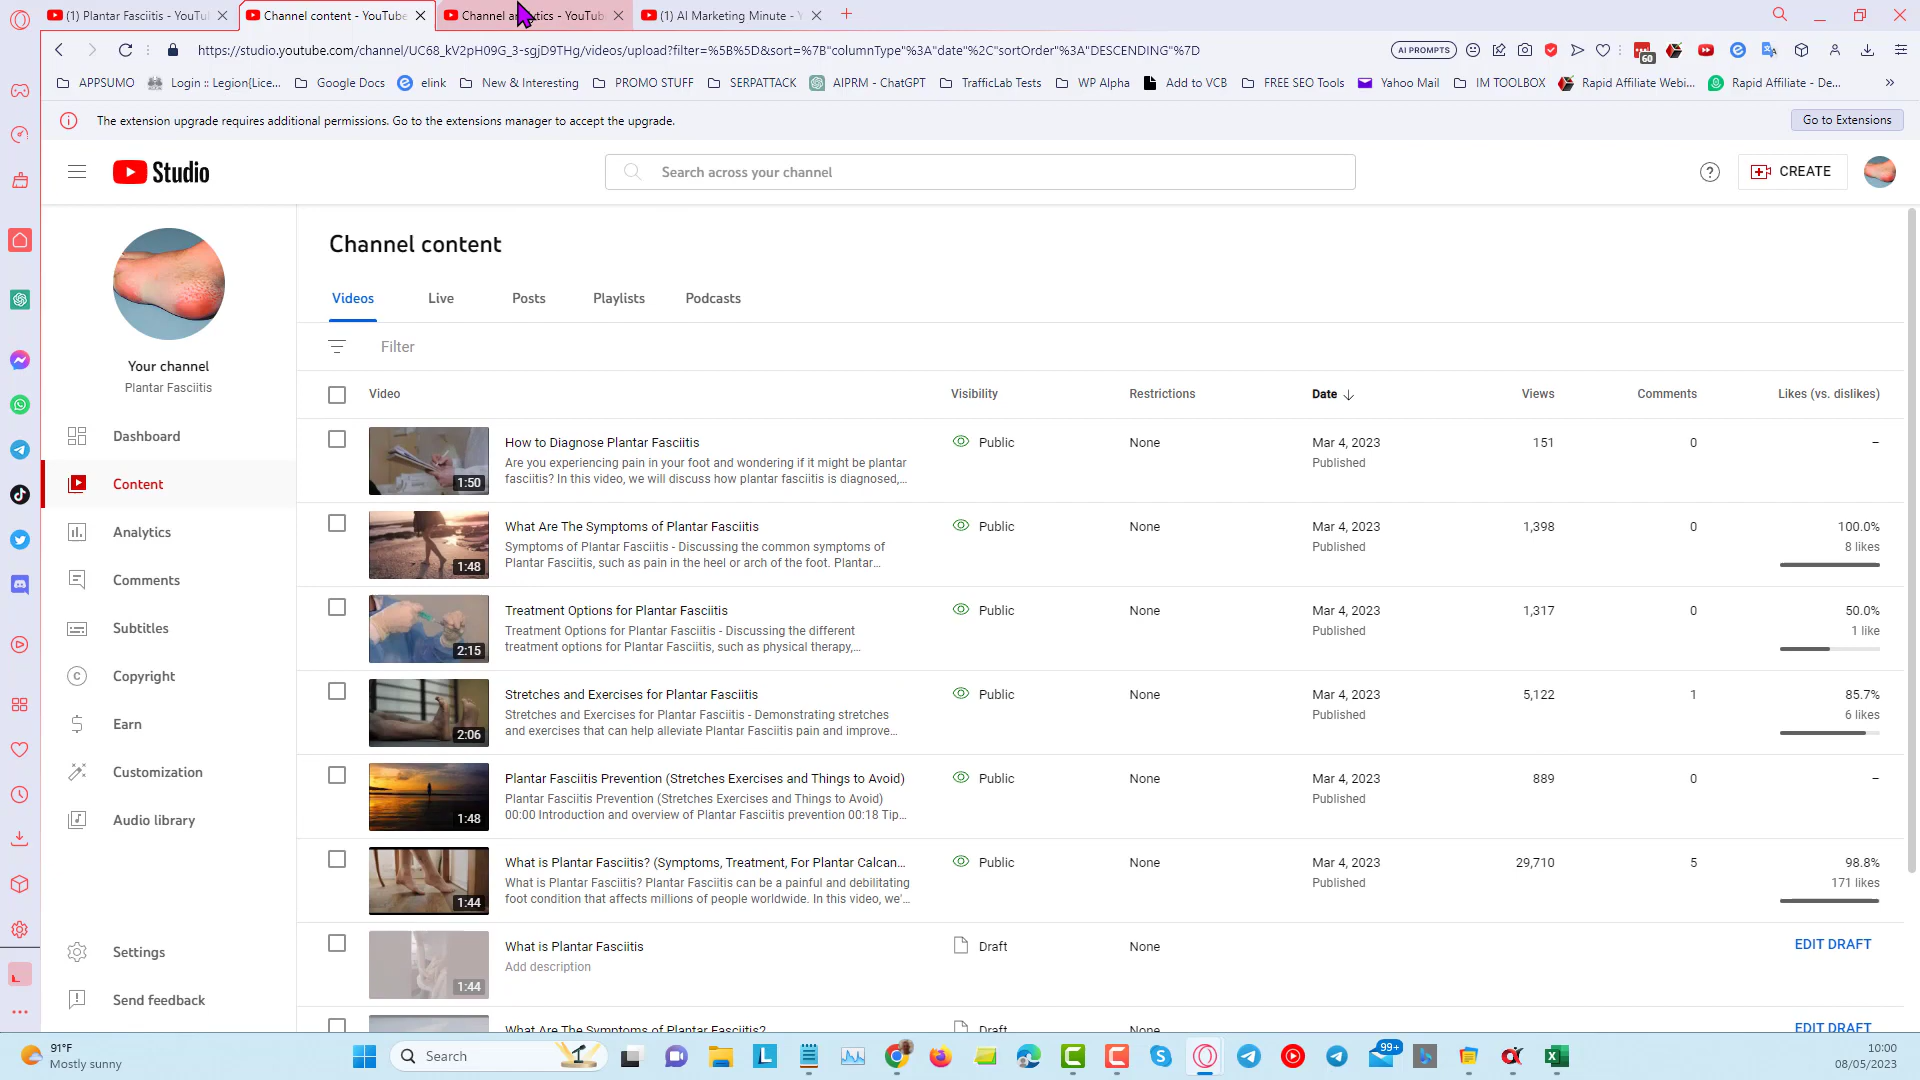 (1) Plantar Fasciitis - YouTu
Channel content - YouTube
Channel analytics - YouTub
(1) AI Marketing Minute - Y
https://studio.youtube.com/channel/UC68_kV2pH09G_3-sgjD9THg/videos/upload?filter=%5B%5D&sort=%7B"columnType"%3A"date"%2C"sortOrder"%3A"DESCENDING"%7D
AI PROMPTS
60
APPSUMO
Login :: Legion{Lice...
Google Docs
elink
New & Interesting
PROMO STUFF
SERPATTACK
AIPRM - ChatGPT
TrafficLab Tests
WP Alpha
Add to VCB
FREE SEO Tools
Yahoo Mail
IM TOOLBOX
Rapid Affiliate Webi...
Rapid Affiliate - De...
»
The extension upgrade requires additional permissions. Go to the extensions manager to accept the upgrade.
Go to Extensions
Studio
Search across your channel
CREATE
Your channel
Plantar Fasciitis
Dashboard
Content
Analytics
Comments
Subtitles
Copyright
Earn
Customization
Audio library
Settings
Send feedback
Channel content
Videos
Live
Posts
Playlists
Podcasts
Filter
Video
Visibility
Restrictions
Date
Views
Comments
Likes (vs. dislikes)
1:50
How to Diagnose Plantar Fasciitis
Are you experiencing pain in your foot and wondering if it might be plantar
fasciitis? In this video, we will discuss how plantar fasciitis is diagnosed,...
Public
None
Mar 4, 2023
Published
151
0
–
1:48
What Are The Symptoms of Plantar Fasciitis
Symptoms of Plantar Fasciitis - Discussing the common symptoms of
Plantar Fasciitis, such as pain in the heel or arch of the foot. Plantar...
Public
None
Mar 4, 2023
Published
1,398
0
100.0%
8 likes
2:15
Treatment Options for Plantar Fasciitis
Treatment Options for Plantar Fasciitis - Discussing the different
treatment options for Plantar Fasciitis, such as physical therapy,...
Public
None
Mar 4, 2023
Published
1,317
0
50.0%
1 like
2:06
Stretches and Exercises for Plantar Fasciitis
Stretches and Exercises for Plantar Fasciitis - Demonstrating stretches
and exercises that can help alleviate Plantar Fasciitis pain and improve...
Public
None
Mar 4, 2023
Published
5,122
1
85.7%
6 likes
1:48
Plantar Fasciitis Prevention (Stretches Exercises and Things to Avoid)
Plantar Fasciitis Prevention (Stretches Exercises and Things to Avoid)
00:00 Introduction and overview of Plantar Fasciitis prevention 00:18 Tip...
Public
None
Mar 4, 2023
Published
889
0
–
1:44
What is Plantar Fasciitis? (Symptoms, Treatment, For Plantar Calcan...
What is Plantar Fasciitis? Plantar Fasciitis can be a painful and debilitating
foot condition that affects millions of people worldwide. In this video, we'...
Public
None
Mar 4, 2023
Published
29,710
5
98.8%
171 likes
1:44
What is Plantar Fasciitis
Add description
Draft
None
EDIT DRAFT
What Are The Symptoms of Plantar Fasciitis?
Draft
None
EDIT DRAFT
91°F
Mostly sunny
Search
99+
10:00
08/05/2023